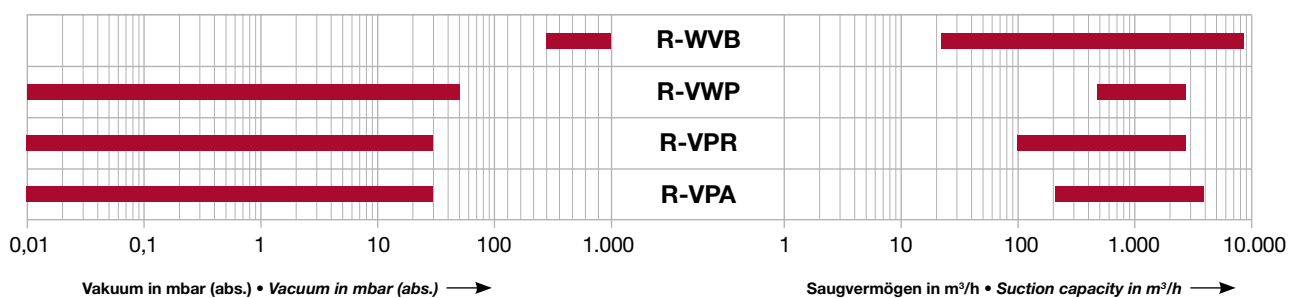 R-WVB
R-VWP
R-VPR
R-VPA
0,01 0,1 1 10 100 1.000 1 10 100 1.000 10.000
Vakuum in mbar (abs.) • Vacuum in mbar (abs.) Saugvermögen in m³/h • Suction capacity in m³/h